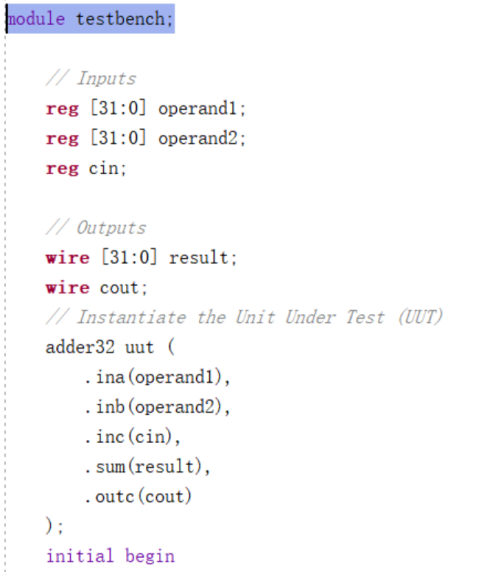 module testbench;
// Inputs
reg [31:0] operand1;
reg [31:0] operand2;
reg cin;
// Outputs
wire [31:0] result;
wire cout;
// Instantiate the Unit Under Test (UUT)
adder32 uut (
.ina(operand1),
.inb(operand2),
.inc(cin),
.sum(result),
.outc(cout)
);
initial begin